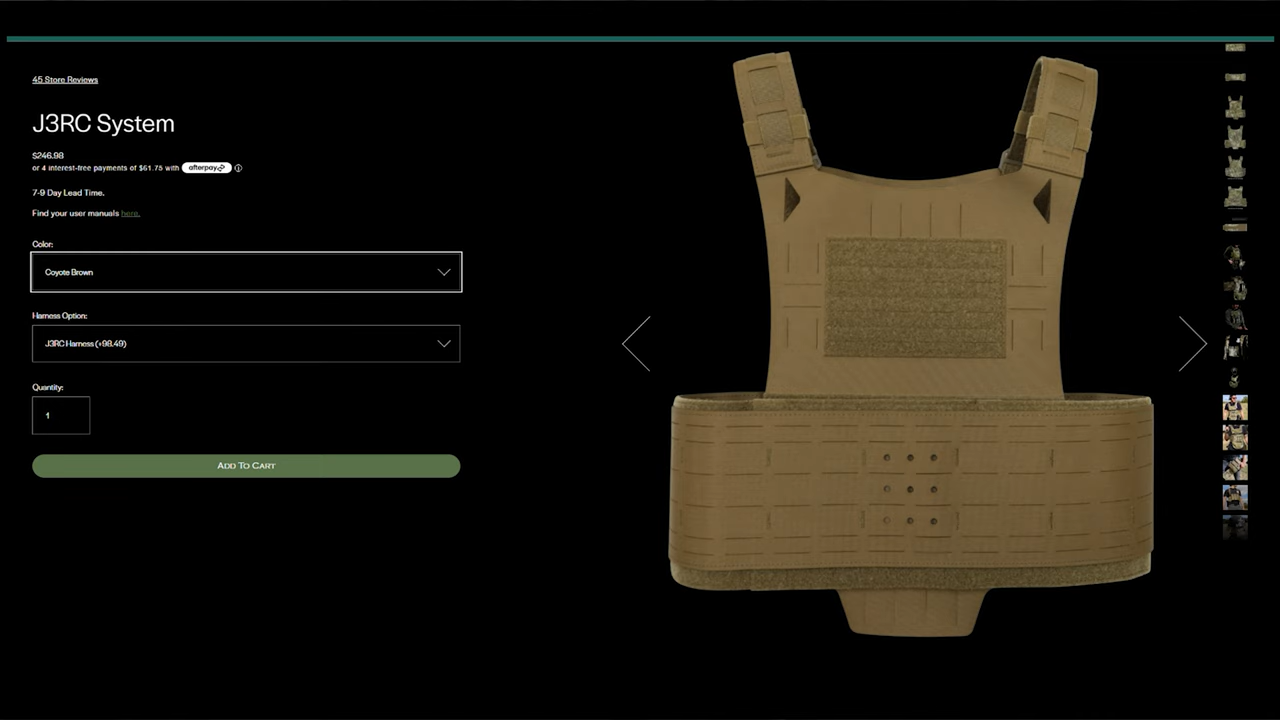 45 Store Reviews
J3RC System
$246.98
or 4 interest-free payments of $61.75 with afterpay
7-9 Day Lead Time.
Find your user manuals here.
Color:
Coyote Brown
Harness Option:
J3RC Harness (+98.49)
Quantity:
1
ADD TO CART